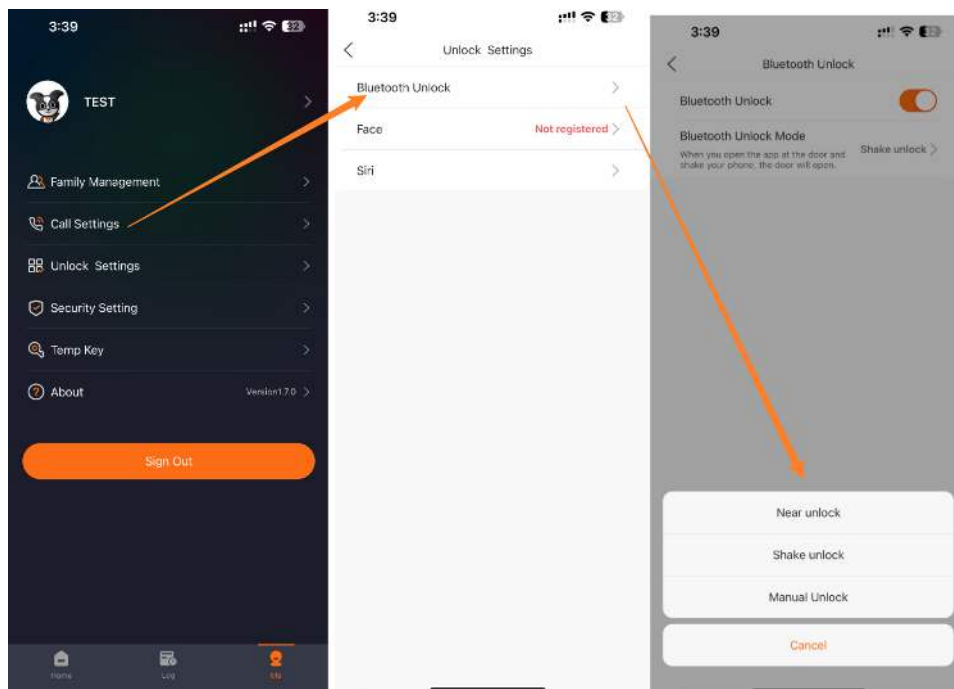 3:39
32
TEST
Family Management
Call Settings
Unlock Settings
Security Setting
Temp Key
About
Version1.7.0
Sign Out
Home
Log
Me
3:39
32
Unlock Settings
Bluetooth Unlock
Face
Not registered
Siri
3:39
Bluetooth Unlock
Bluetooth Unlock
Bluetooth Unlock Mode
When you open the app at the door and
shake your phone, the door will open.
Shake unlock
Near unlock
Shake unlock
Manual Unlock
Cancel